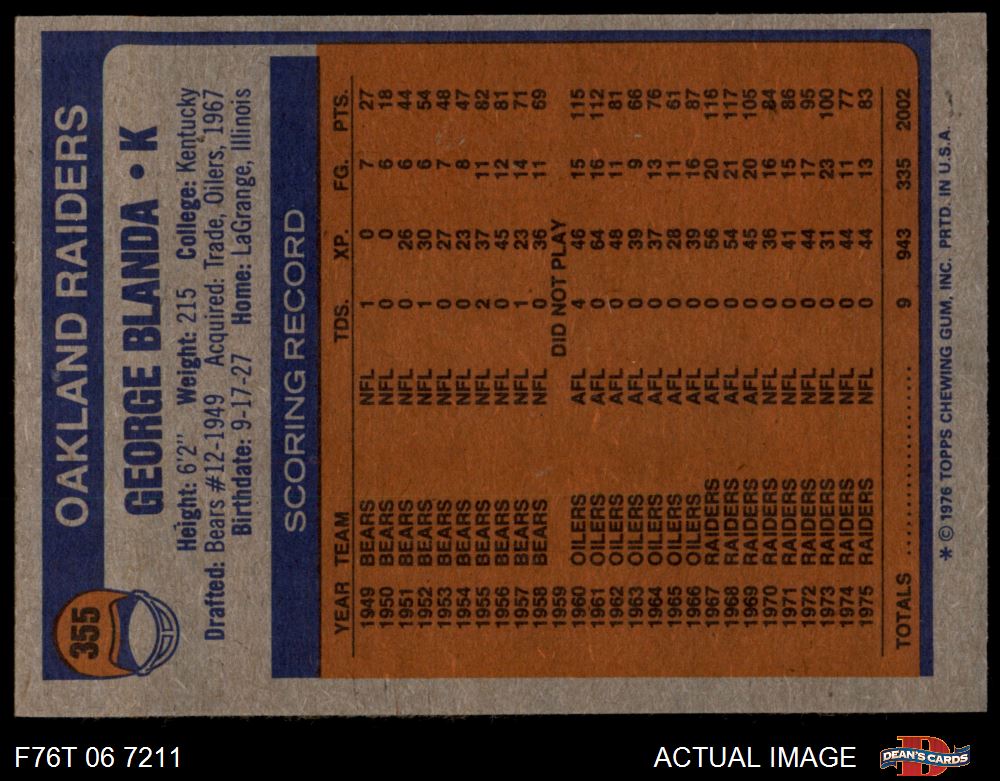 355
OAKLAND RAIDERS
GEORGE BLANDA • K
Height: 6'2" Weight: 215 College: Kentucky
Drafted: Bears #12-1949 Acquired: Trade, Oilers, 1967
Birthdate: 9-17-27 Home: LaGrange, Illinois
SCORING RECORD
YEAR TEAM TDS. XP. FG. PTS.
1949 BEARS NFL 1 0 7 27
1950 BEARS NFL 0 0 6 18
1951 BEARS NFL 0 26 6 44
1952 BEARS NFL 1 30 6 54
1953 BEARS NFL 0 27 7 48
1954 BEARS NFL 0 23 8 47
1955 BEARS NFL 2 37 11 82
1956 BEARS NFL 0 45 12 81
1957 BEARS NFL 1 23 14 71
1958 BEARS NFL 0 36 11 69
1959 DID NOT PLAY
1960 OILERS AFL 4 46 15 115
1961 OILERS AFL 0 64 16 112
1962 OILERS AFL 0 48 11 81
1963 OILERS AFL 0 39 9 66
1964 OILERS AFL 0 37 13 76
1965 OILERS AFL 0 28 11 61
1966 OILERS AFL 0 39 16 87
1967 RAIDERS AFL 0 56 20 116
1968 RAIDERS AFL 0 54 21 117
1969 RAIDERS AFL 0 45 20 105
1970 RAIDERS NFL 0 36 16 84
1971 RAIDERS NFL 0 41 15 86
1972 RAIDERS NFL 0 44 17 95
1973 RAIDERS NFL 0 31 23 100
1974 RAIDERS NFL 0 44 11 77
1975 RAIDERS NFL 0 44 13 83
TOTALS 9 943 335 2002
* © 1976 TOPPS CHEWING GUM, INC. PRTD. IN U.S.A.
F76T 06 7211
ACTUAL IMAGE
DEAN'S CARDS